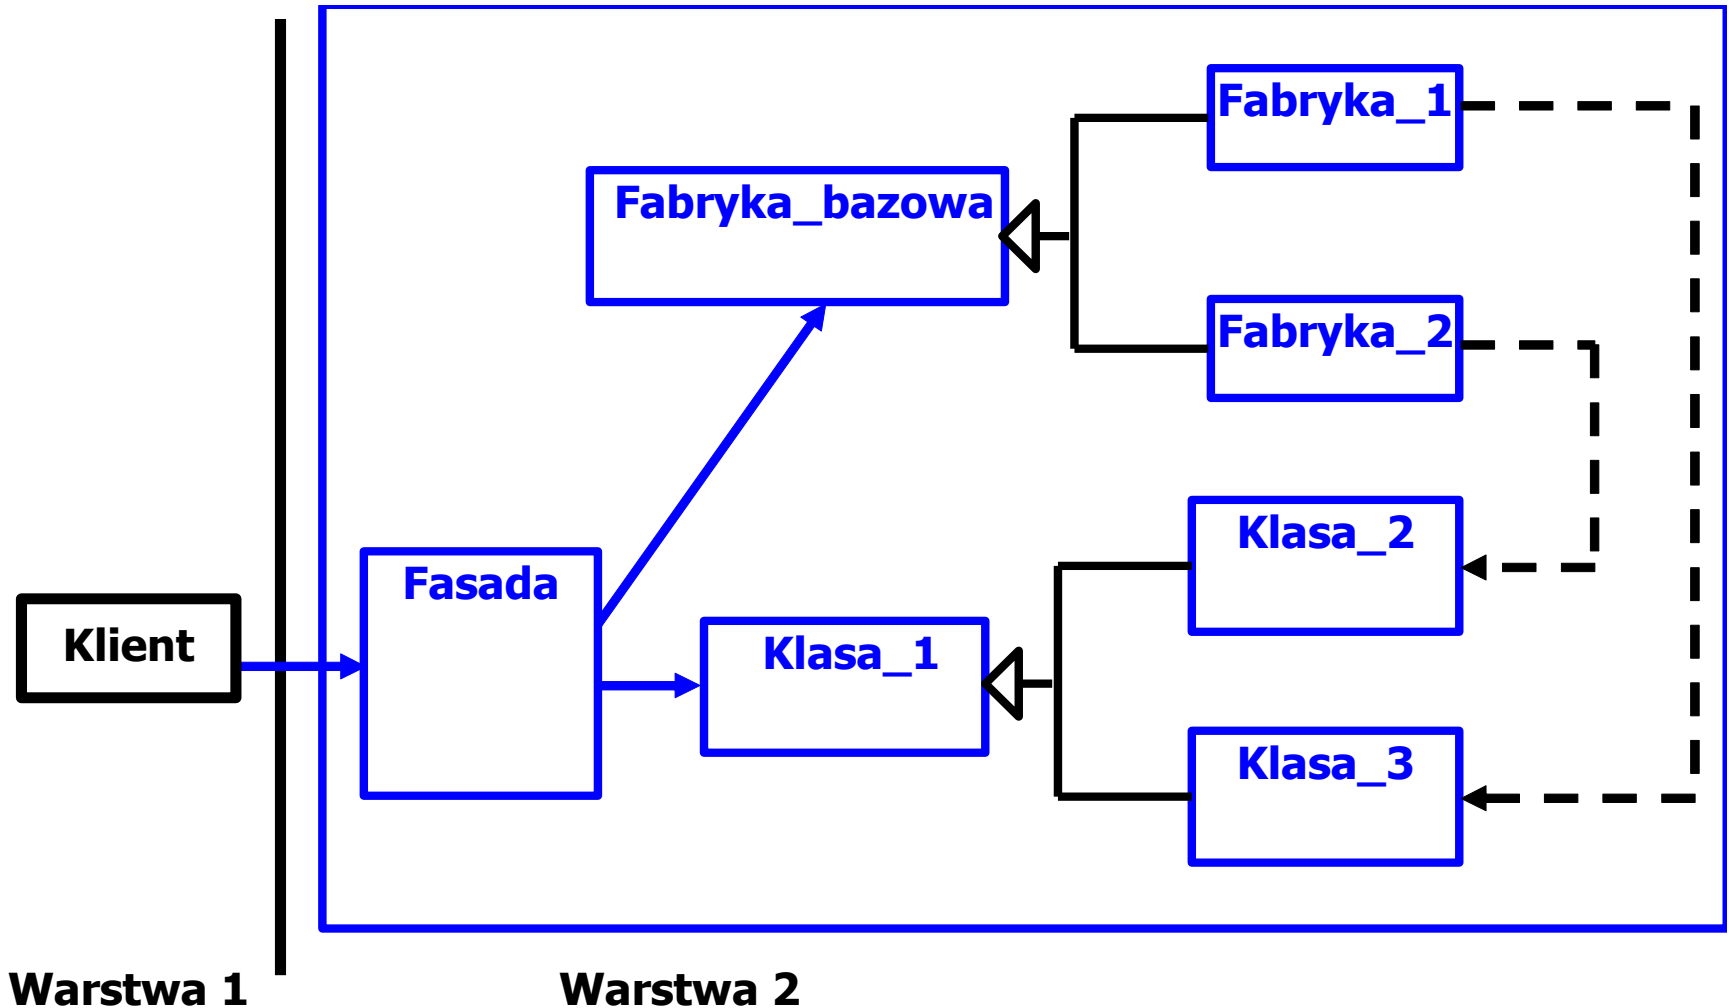 Fabryka_1
Fabryka_bazowa
Fabryka_2
Klasa_2
Fasada
Klient
Klasa_1
Klasa_3
Warstwa 1
Warstwa 2